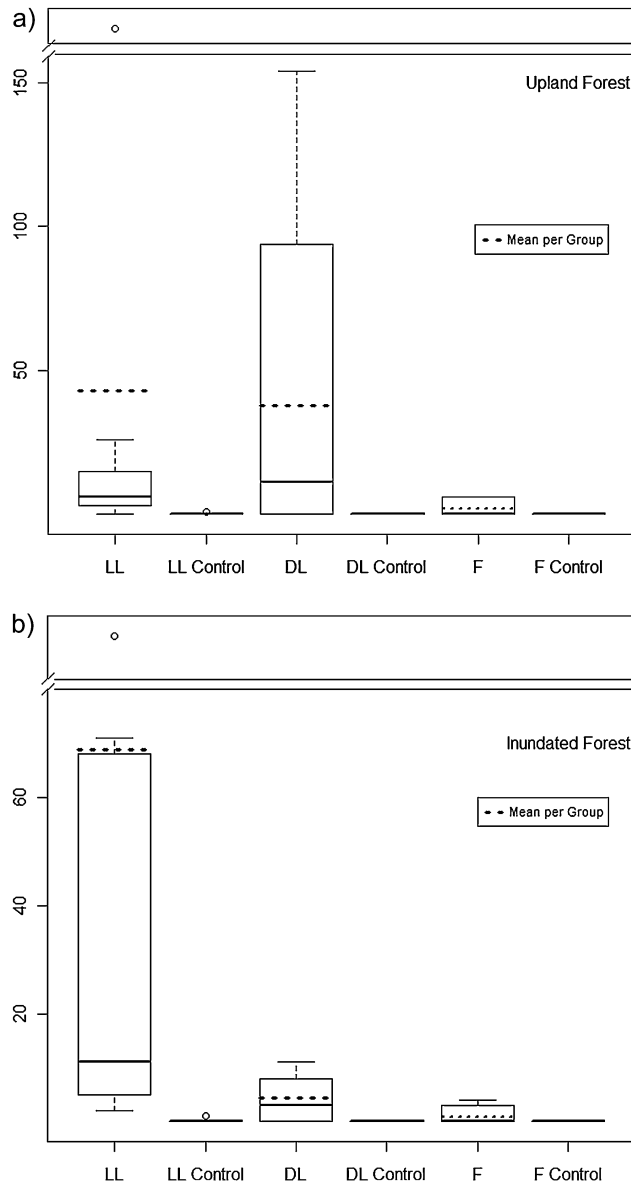 a)
150
Upland Forest
100
Mean per Group
50
LL LL Control DL DL Control F F Control
b)
Inundated Forest
60
Mean per Group
40
20
LL LL Control DL DL Control F F Control